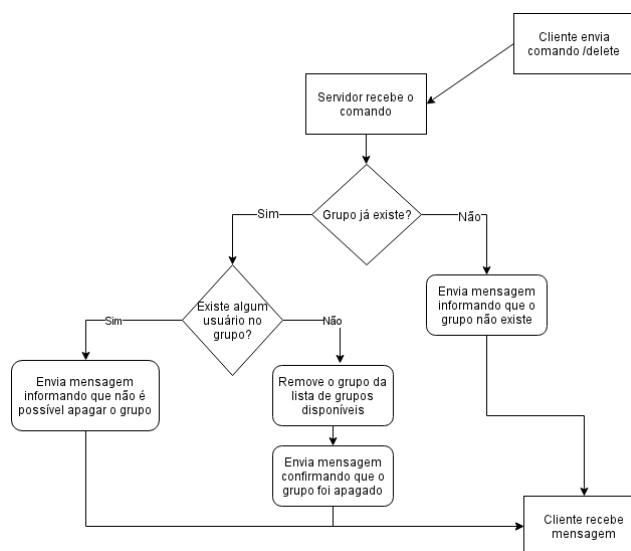 Cliente envia
comando /delete
Servidor recebe o
comando
Grupo já existe?
Sim
Não
Existe algum
usuário no
grupo?
Sim
Não
Envia mensagem
informando que o
grupo não existe
Envia mensagem
informando que não é
possível apagar o grupo
Remove o grupo da
lista de grupos
disponíveis
Envia mensagem
confirmando que o
grupo foi apagado
Cliente recebe
mensagem